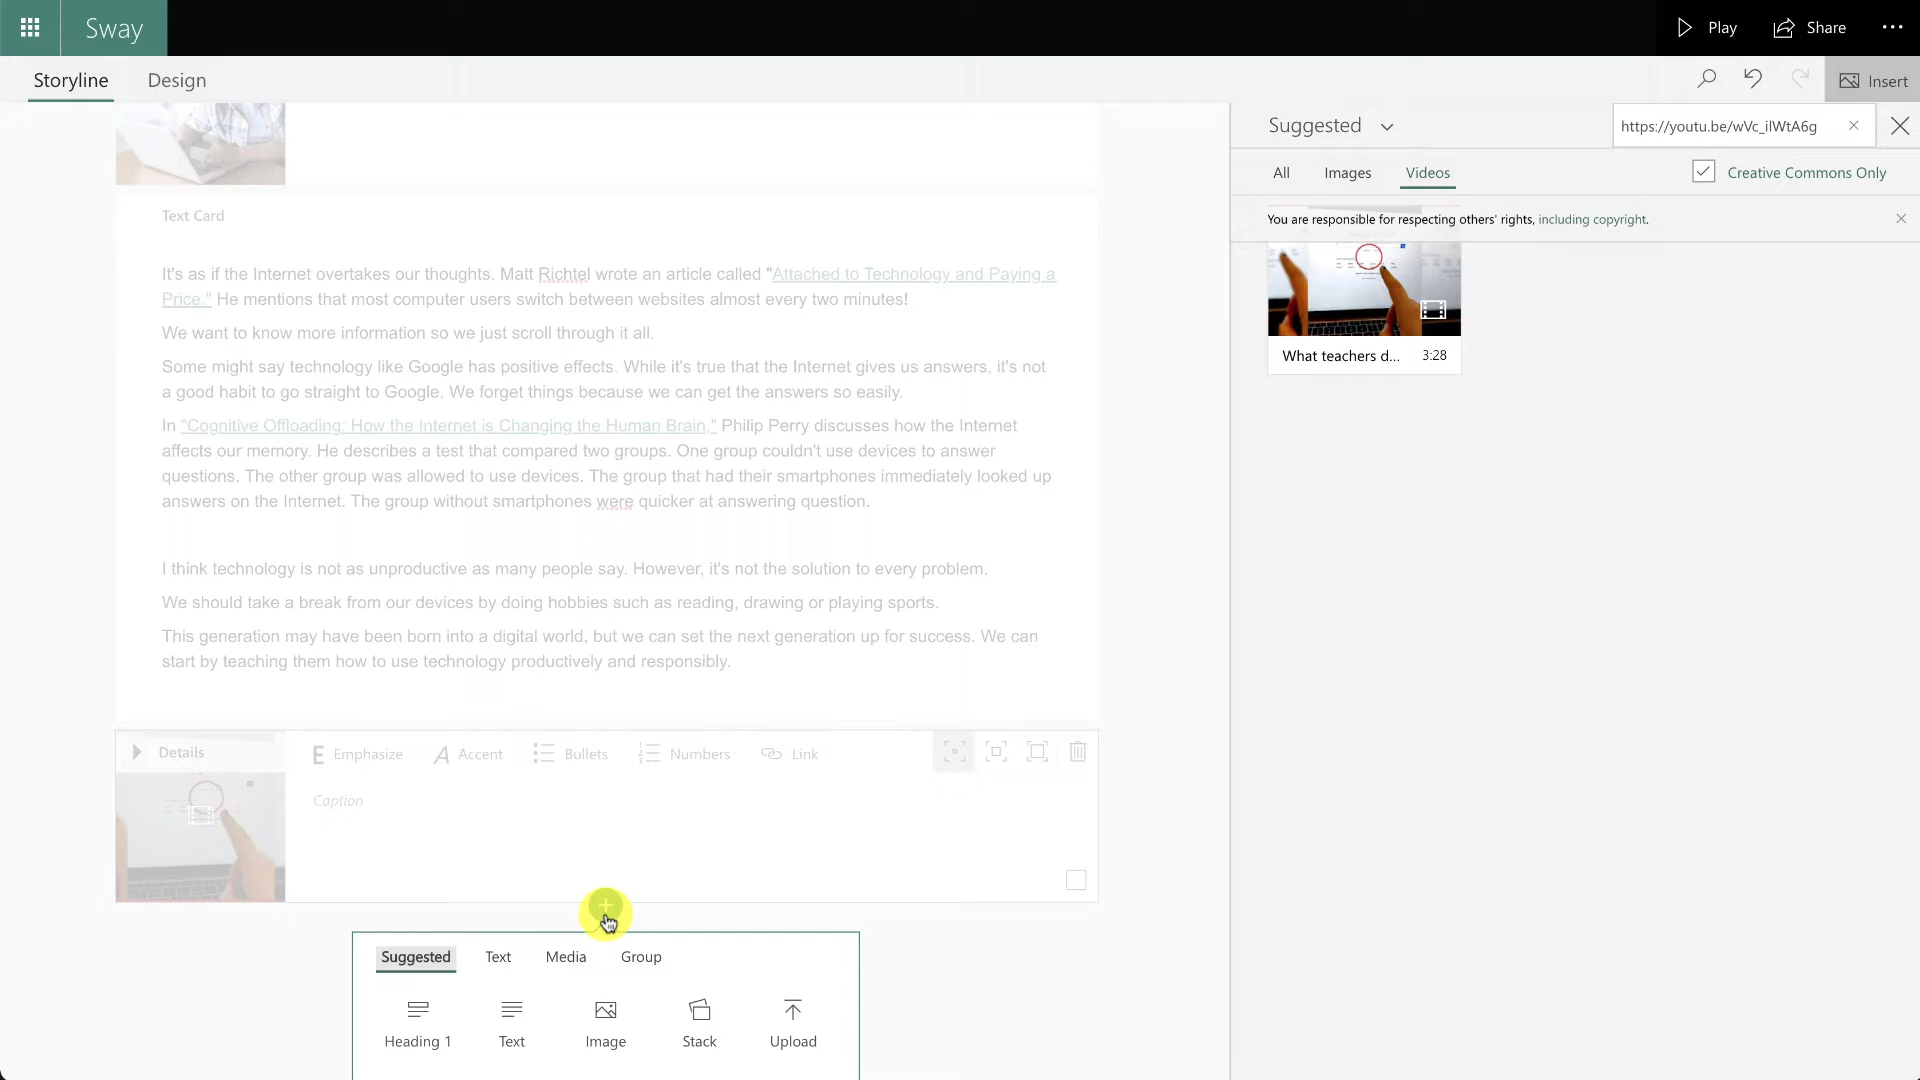 Sway
Play
Share
Storyline
Design
Insert
Suggested
https://youtu.be/wVc_ilWtA6g
All
Images
Videos
Creative Commons Only
You are responsible for respecting others' rights, including copyright.
What teachers d...
3:28
Text Card
It's as if the Internet overtakes our thoughts. Matt Richtel wrote an article called "Attached to Technology and Paying a
Price." He mentions that most computer users switch between websites almost every two minutes!
We want to know more information so we just scroll through it all.
Some might say technology like Google has positive effects. While it's true that the Internet gives us answers, it's not
a good habit to go straight to Google. We forget things because we can get the answers so easily.
In "Cognitive Offloading: How the Internet is Changing the Human Brain," Philip Perry discusses how the Internet
affects our memory. He describes a test that compared two groups. One group couldn't use devices to answer
questions. The other group was allowed to use devices. The group that had their smartphones immediately looked up
answers on the Internet. The group without smartphones were quicker at answering question.
I think technology is not as unproductive as many people say. However, it's not the solution to every problem.
We should take a break from our devices by doing hobbies such as reading, drawing or playing sports.
This generation may have been born into a digital world, but we can set the next generation up for success. We can
start by teaching them how to use technology productively and responsibly.
Details
E Emphasize
A Accent
Bullets
Numbers
Link
Caption
Suggested
Text
Media
Group
Heading 1
Text
Image
Stack
Upload